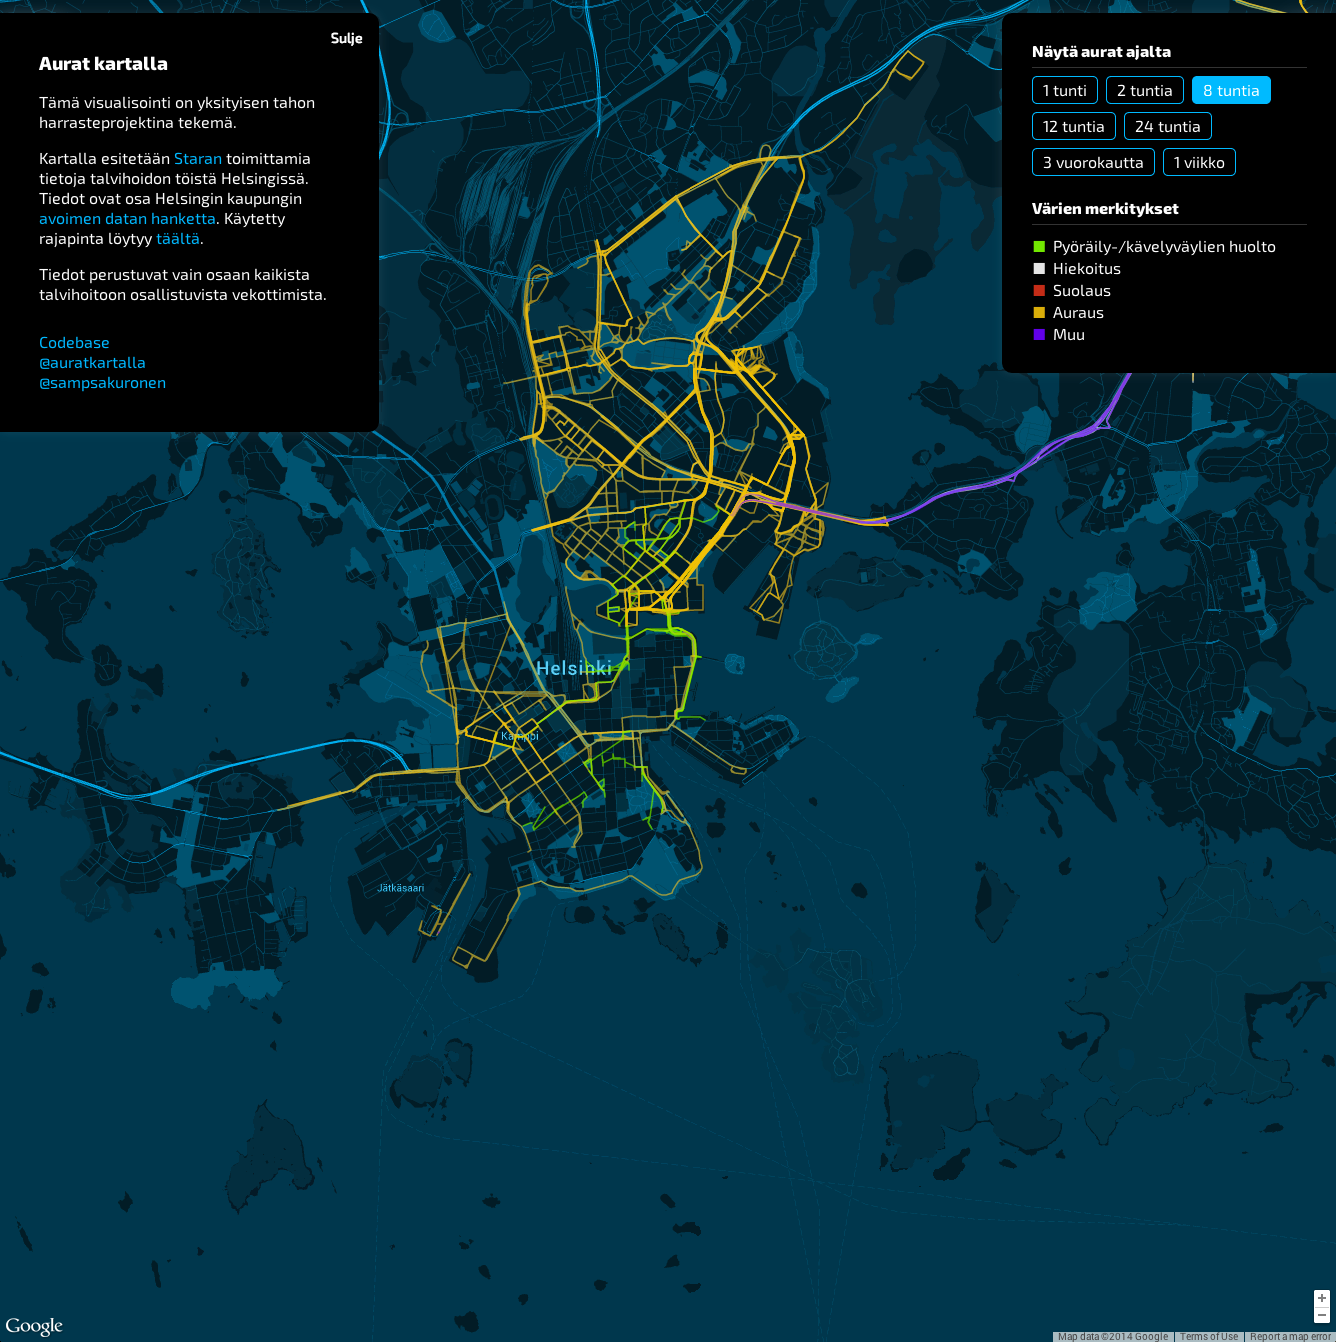 Sulje
Aurat kartalla
Tämä visualisointi on yksityisen tahon
harrasteprojektina tekemä.
Kartalla esitetään Staran toimittamia
tietoja talvihoidon töistä Helsingissä.
Tiedot ovat osa Helsingin kaupungin
avoimen datan hanketta. Käytetty
rajapinta löytyy täältä.
Tiedot perustuvat vain osaan kaikista
talvihoitoon osallistuvista vekottimista.
Codebase
@auratkartalla
@sampsakuronen
Näytä aurat ajalta
1 tunti 2 tuntia 8 tuntia
12 tuntia 24 tuntia
3 vuorokautta 1 viikko
Värien merkitykset
Pyöräily-/kävelyväylien huolto
Hiekoitus
Suolaus
Auraus
Muu
Helsinki
Kamppi
Jätkäsaari
+
−
Google
Map data ©2014 Google Terms of Use Report a map error